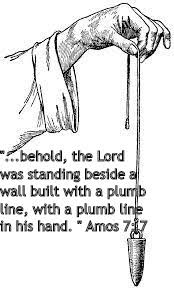 "...behold, the Lord
was standing beside a
wall built with a plumb
line, with a plumb line
in his hand. " Amos 7:7